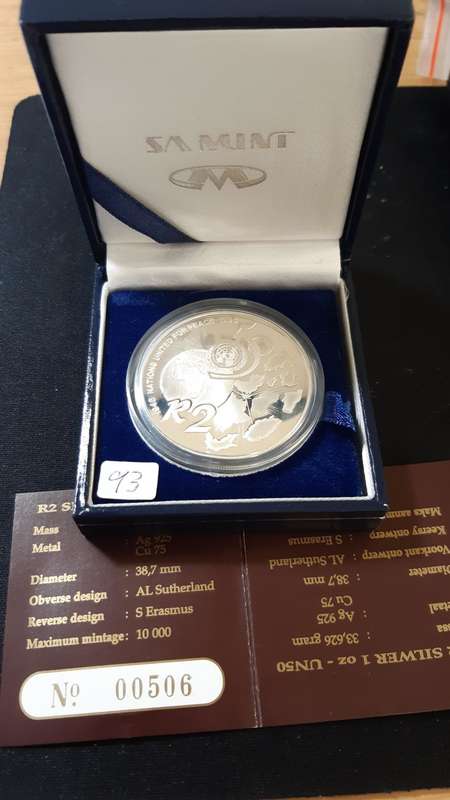 SA MINT
1945 NATIONS UNITED FOR PEACE
R2
93
R2 S
Mass
Metal : Ag 925
Cu 75
Diameter : 38,7 mm
Obverse design : AL Sutherland
Reverse design : S Erasmus
Maximum mintage : 10 000
No 00506
SILWER 1 oz - UN50
33,626 gram
Ag 925
Cu 75
Diameter : 38,7 mm
Voorkant ontwerp : AL Sutherland
Keersy ontwerp : S Erasmus